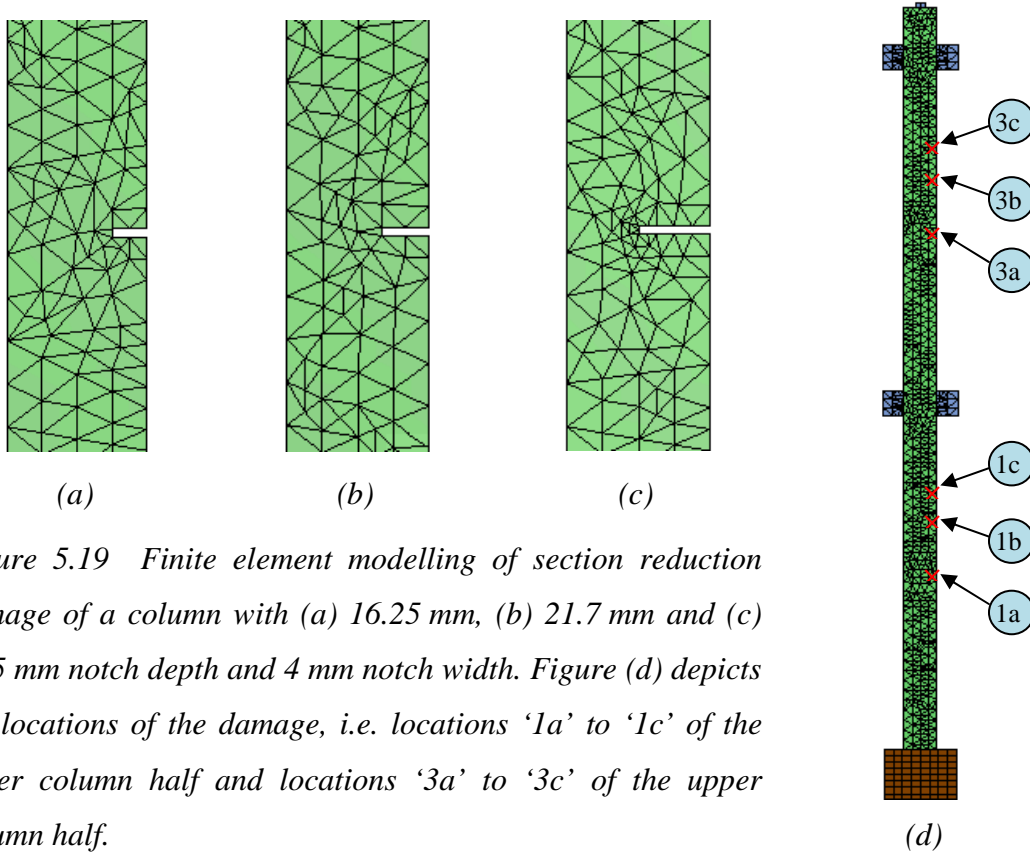 (a)
(b)
(c)
ure 5.19 Finite element modelling of section reduction
nage of a column with (a) 16.25 mm, (b) 21.7 mm and (c)
5 mm notch depth and 4 mm notch width. Figure (d) depicts
locations of the damage, i.e. locations ‘1a’ to ‘1c’ of the
er column half and locations ‘3a’ to ‘3c’ of the upper
umn half.
3c
3b
3a
1c
1b
1a
(d)